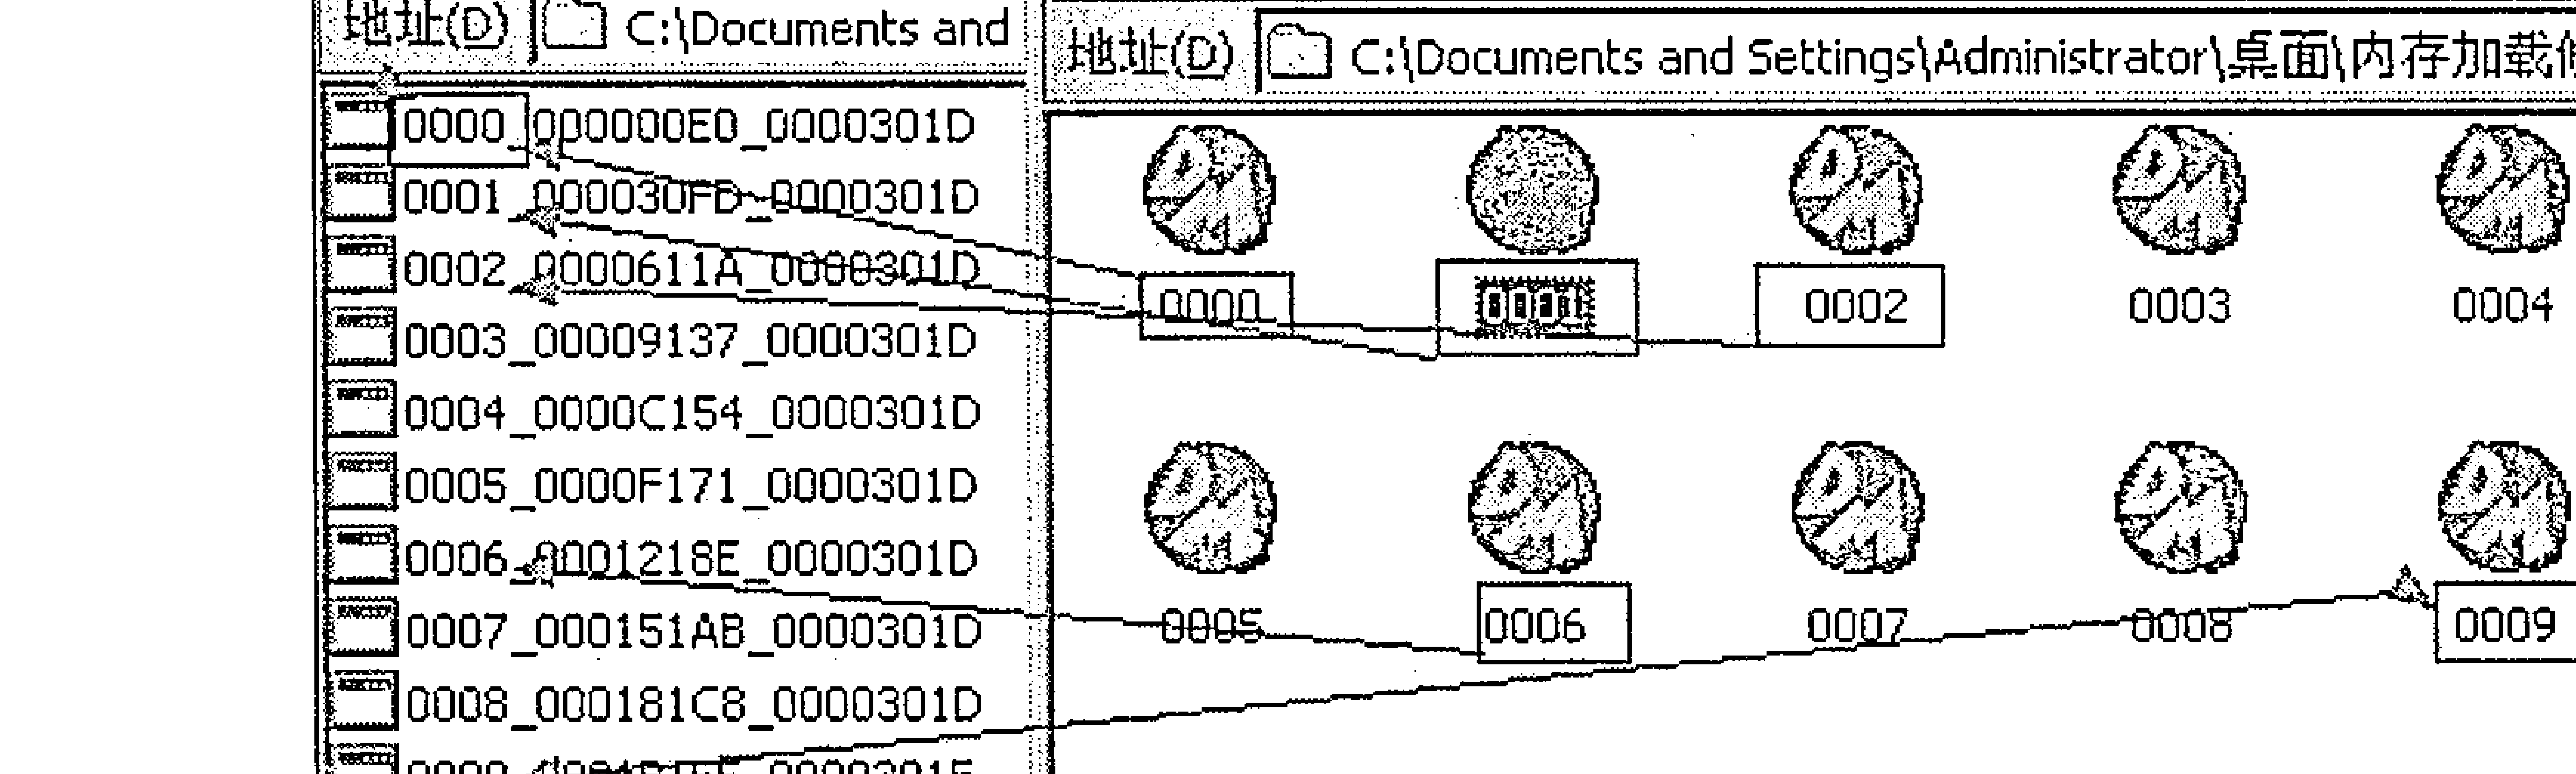 地址(D) C:\Documents and
0000_000000E0_0000301D
0001_000030FD_0000301D
0002_0000611A_0000301D
0003_00009137_0000301D
0004_0000C154_0000301D
0005_0000F171_0000301D
0006_0001218E_0000301D
0007_000151AB_0000301D
0008_000181C8_0000301D
地址(D) C:\Documents and Settings\Administrator\桌面\内存加载
0000 0002 0003 0004
0005 0006 0007 0008 0009